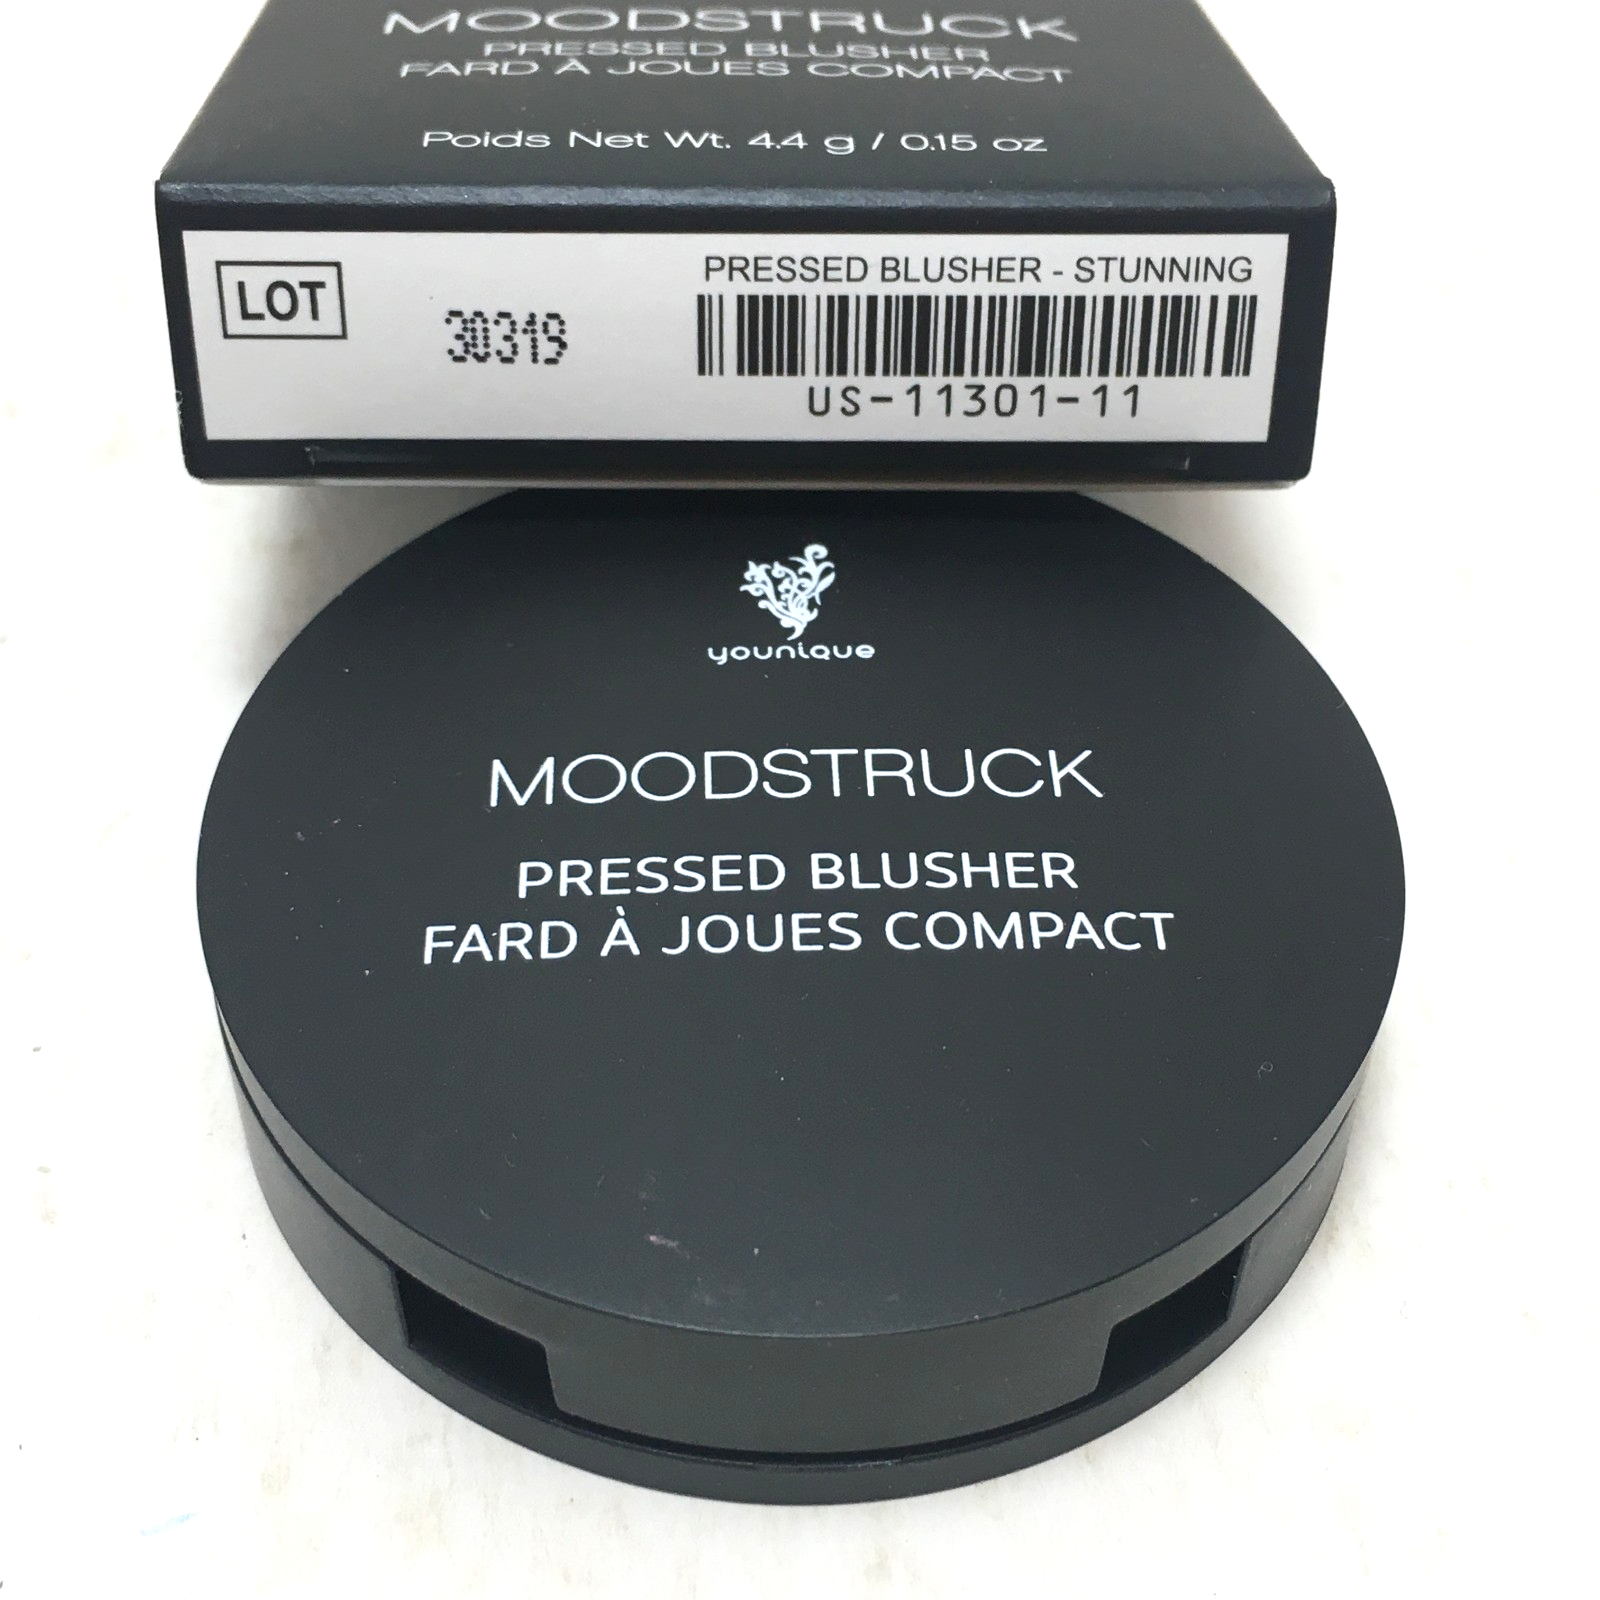 MOODSTRUCK
PRESSED BLUSHER
FARD À JOUES COMPACT
Poids Net Wt. 4.4 g / 0.15 oz
LOT
30319
PRESSED BLUSHER - STUNNING
US-11301-11
younique
MOODSTRUCK
PRESSED BLUSHER
FARD À JOUES COMPACT